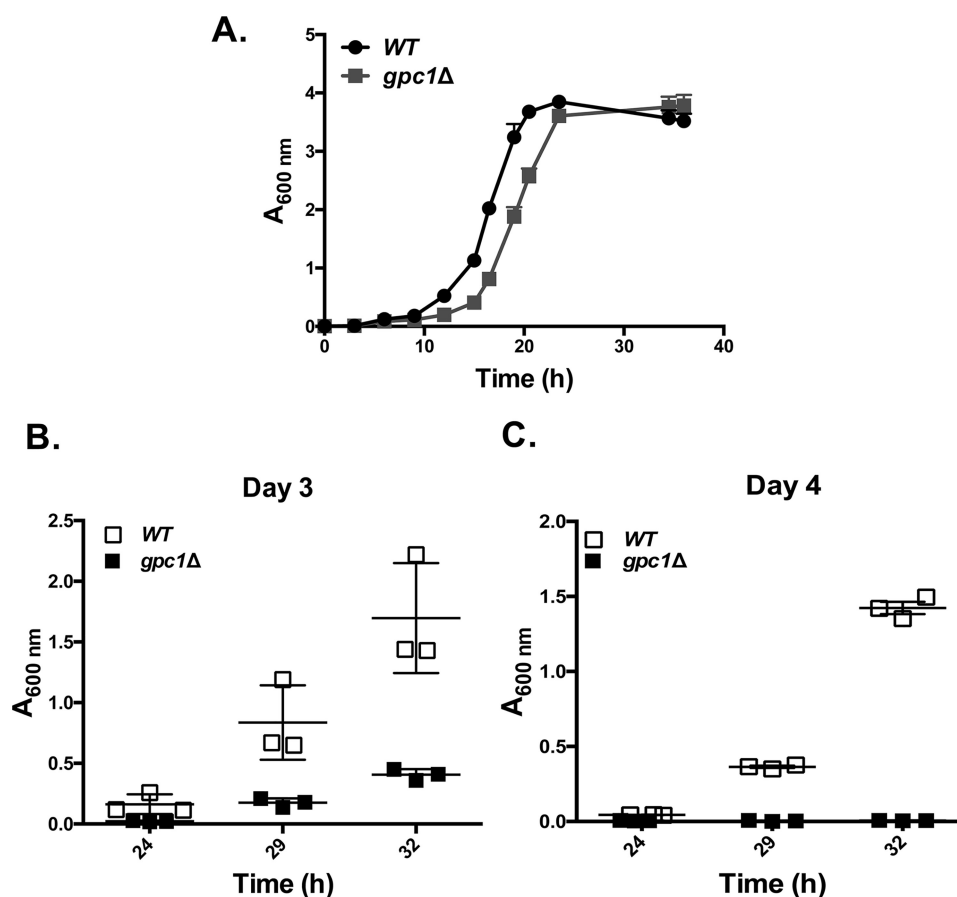 A.
WT
gpc1Δ
5
4
3
2
1
0
A600 nm
0 10 20 30 40
Time (h)
B.
Day 3
WT
gpc1Δ
2.5
2.0
1.5
1.0
0.5
0.0
A600 nm
24 29 32
Time (h)
C.
Day 4
WT
gpc1Δ
2.0
1.5
1.0
0.5
0.0
A600 nm
24 29 32
Time (h)